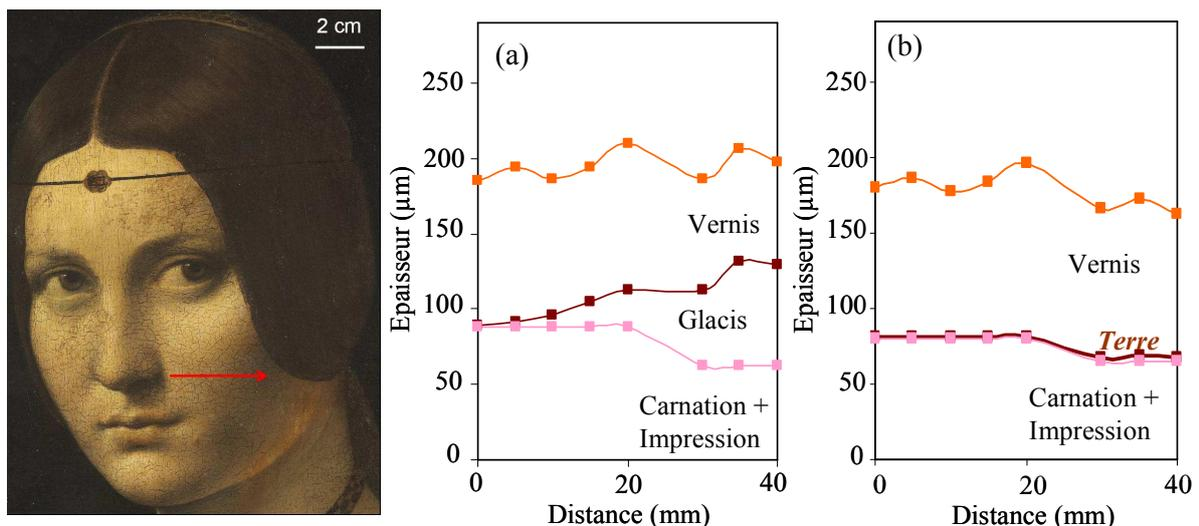 2 cm
(a)
Epaisseur (μm)
250
200
150
100
50
0
Vernis
Glacis
Carnation +
Impression
0 20 40
Distance (mm)
(b)
Epaisseur (μm)
250
200
150
100
50
0
Vernis
Terre
Carnation +
Impression
0 20 40
Distance (mm)